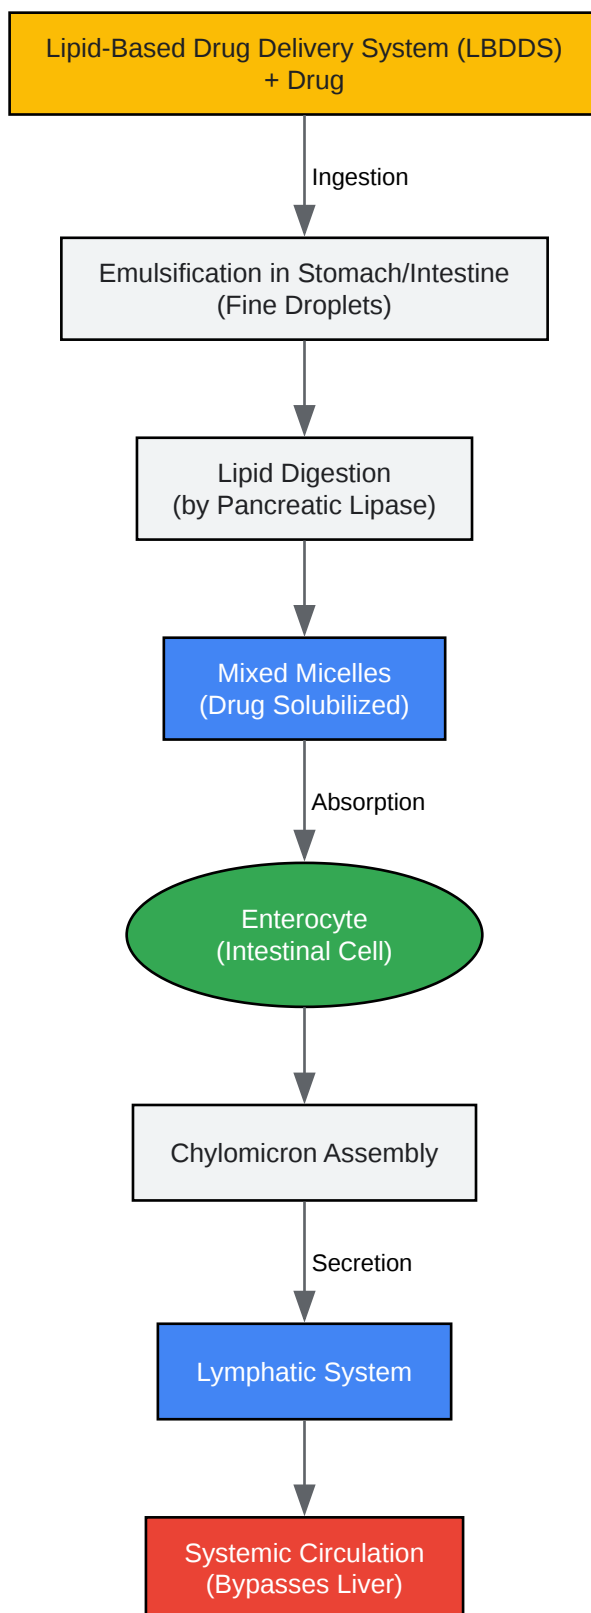 Lipid-Based Drug Delivery System (LBDDS)
+ Drug
Ingestion
Emulsification in Stomach/Intestine
(Fine Droplets)
Lipid Digestion
(by Pancreatic Lipase)
Mixed Micelles
(Drug Solubilized)
Absorption
Enterocyte
(Intestinal Cell)
Chylomicron Assembly
Secretion
Lymphatic System
Systemic Circulation
(Bypasses Liver)